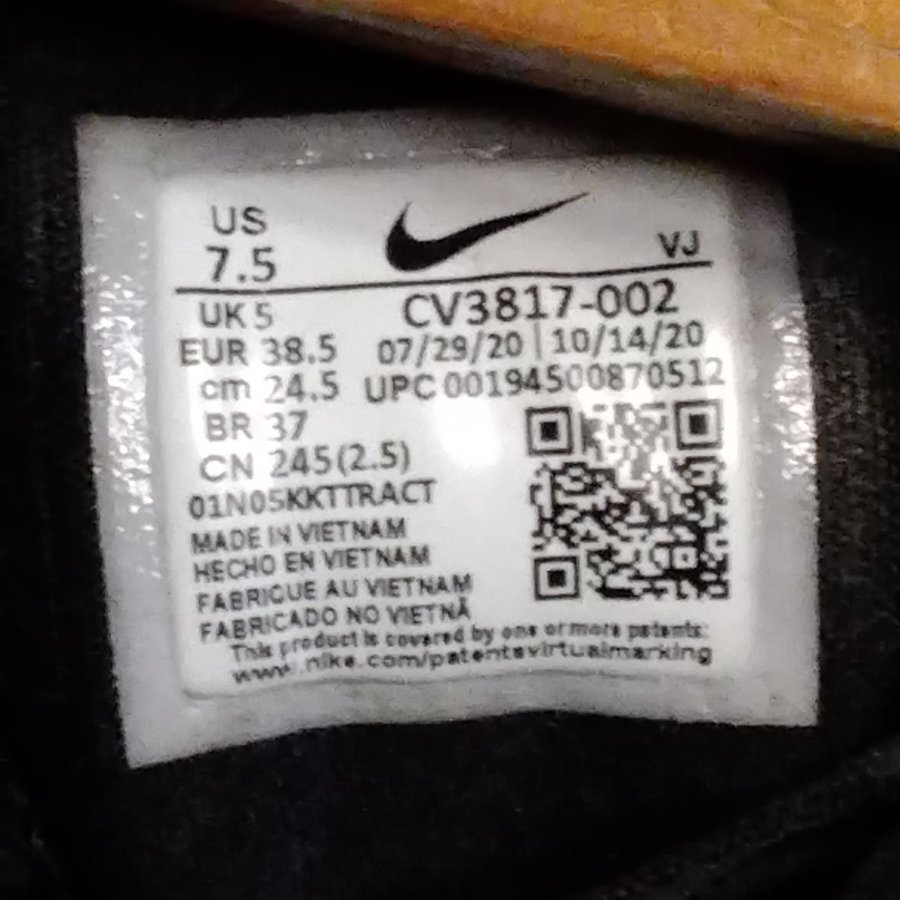 US
7.5
VJ
UK 5
CV3817-002
EUR 38.5
07/29/20 | 10/14/20
cm 24.5
UPC 00194500870512
BR 37
CN 245(2.5)
01N05KKTTRACT
MADE IN VIETNAM
HECHO EN VIETNAM
FABRIQUE AU VIETNAM
FABRICADO NO VIETNÃ
This product is covered by one or more patents:
www.nike.com/patentsvirtualmarking